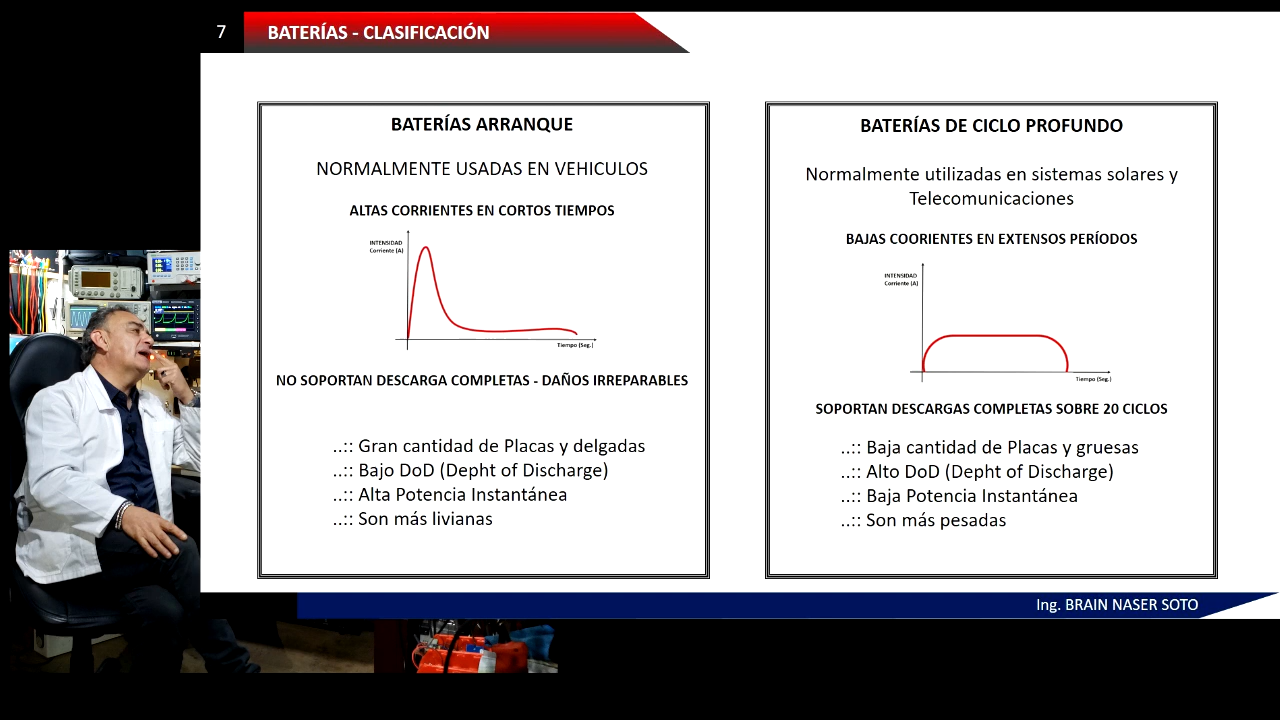 7
BATERÍAS - CLASIFICACIÓN
BATERÍAS ARRANQUE
NORMALMENTE USADAS EN VEHICULOS
ALTAS CORRIENTES EN CORTOS TIEMPOS
INTENSIDAD
Corriente (A)
Tiempo (Seg.)
NO SOPORTAN DESCARGA COMPLETAS - DAÑOS IRREPARABLES
..:: Gran cantidad de Placas y delgadas
..:: Bajo DoD (Depht of Discharge)
..:: Alta Potencia Instantánea
..:: Son más livianas
BATERÍAS DE CICLO PROFUNDO
Normalmente utilizadas en sistemas solares y
Telecomunicaciones
BAJAS COORIENTES EN EXTENSOS PERÍODOS
INTENSIDAD
Corriente (A)
Tiempo (Seg.)
SOPORTAN DESCARGAS COMPLETAS SOBRE 20 CICLOS
..:: Baja cantidad de Placas y gruesas
..:: Alto DoD (Depht of Discharge)
..:: Baja Potencia Instantánea
..:: Son más pesadas
Ing. BRAIN NASER SOTO